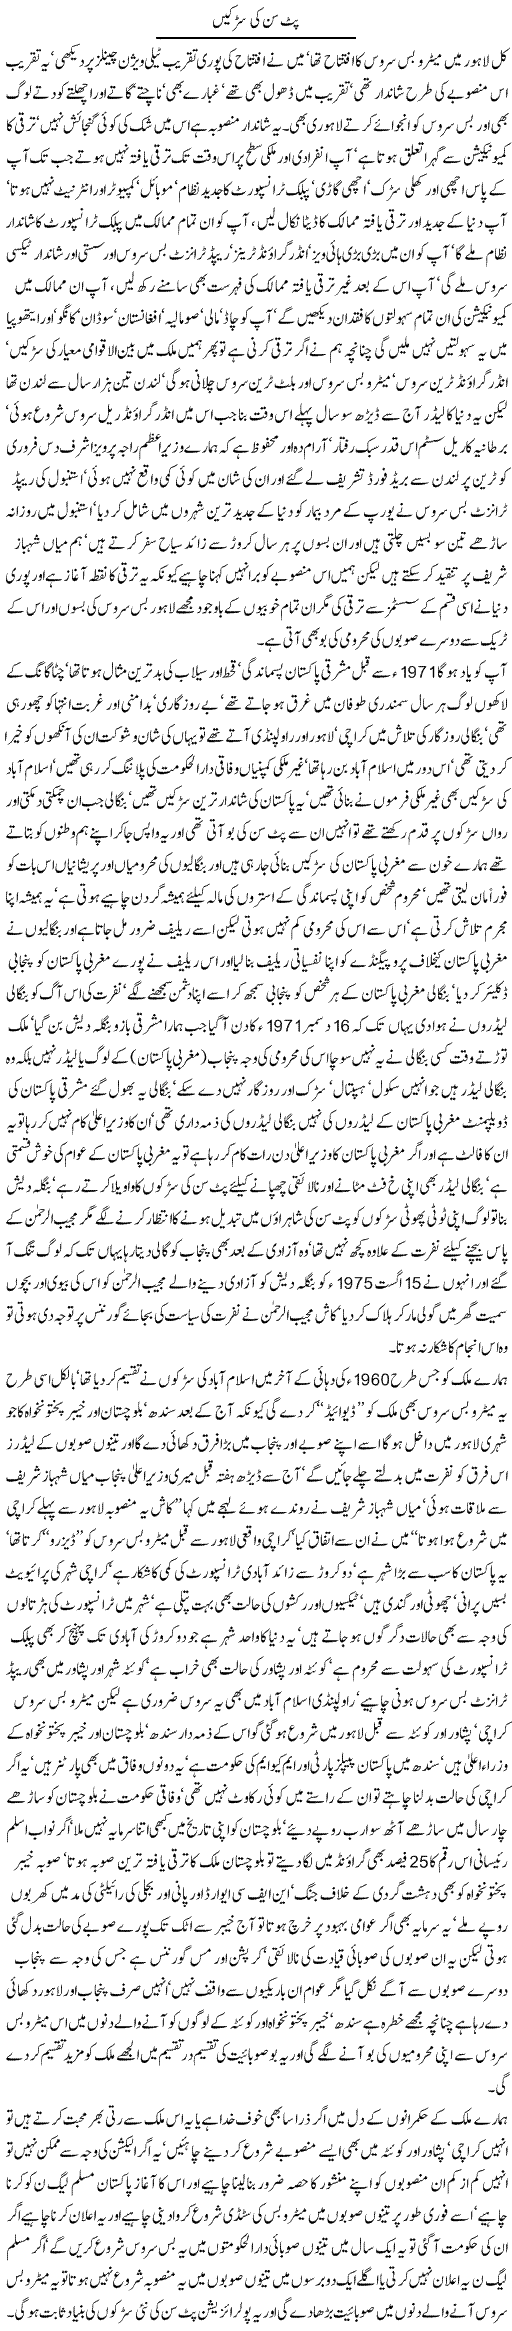 پٹ سن کی سڑکیں
کل لاہور میں میٹرو بس سروس کا افتتاح تھا‘ میں نے افتتاح کی پوری تقریب ٹیلی ویژن چینلز پر دیکھی‘ یہ تقریب
اس منصوبے کی طرح شاندار تھی‘ تقریب میں ڈھول بھی تھے‘ غبارے بھی‘ ناچتے گاتے اور اچھلتے کودتے لوگ
بھی اور بس سروس کو انجوائے کرتے لاہوری بھی۔ یہ شاندار منصوبہ ہے اس میں شک کی کوئی گنجائش نہیں‘ ترقی کا
کمیونیکیشن سے گہرا تعلق ہوتا ہے‘ آپ انفرادی اور ملکی سطح پر اس وقت تک ترقی یافتہ نہیں ہوتے جب تک آپ
کے پاس اچھی اور کھلی سڑک‘ اچھی گاڑی‘ پبلک ٹرانسپورٹ کا جدید نظام‘ موبائل‘ کمپیوٹر اور انٹرنیٹ نہیں ہوتا‘
آپ دنیا کے جدید اور ترقی یافتہ ممالک کا ڈیٹا نکال لیں، آپ کو ان تمام ممالک میں پبلک ٹرانسپورٹ کا شاندار
نظام ملے گا‘ آپ کو ان میں بڑی بڑی ہائی ویز‘ انڈر گراؤنڈ ٹرینز‘ ریپڈ ٹرانزٹ بس سروس اور سستی اور شاندار ٹیکسی
سروس ملے گی‘ آپ اس کے بعد غیر ترقی یافتہ ممالک کی فہرست بھی سامنے رکھ لیں، آپ ان ممالک میں
کمیونیکیشن کی ان تمام سہولتوں کا فقدان دیکھیں گے‘ آپ کو چاڈ‘ مالی‘ صومالیہ‘ افغانستان‘ سوڈان‘ کانگو اور ایتھوپیا
میں یہ سہولتیں نہیں ملیں گی چنانچہ ہم نے اگر ترقی کرنی ہے تو پھر ہمیں ملک میں بین الاقوامی معیار کی سڑکیں‘
انڈر گراؤنڈ ٹرین سروس‘ میٹرو بس سروس اور بلٹ ٹرین سروس چلانی ہو گی‘ لندن تین ہزار سال سے لندن تھا
لیکن یہ دنیا کا لیڈر آج سے ڈیڑھ سو سال پہلے اس وقت بنا جب اس میں انڈر گراؤنڈ ریل سروس شروع ہوئی‘
برطانیہ کا ریل سسٹم اس قدر سبک رفتار‘ آرام دہ اور محفوظ ہے کہ ہمارے وزیراعظم راجہ پرویز اشرف دس فروری
کو ٹرین پر لندن سے بریڈ فورڈ تشریف لے گئے اور ان کی شان میں کوئی کمی واقع نہیں ہوئی‘ استنبول کی ریپڈ
ٹرانزٹ بس سروس نے یورپ کے مرد بیمار کو دنیا کے جدید ترین شہروں میں شامل کر دیا‘ استنبول میں روزانہ
ساڑھے تین سو بسیں چلتی ہیں اور ان بسوں پر ہر سال کروڑ سے زائد سیاح سفر کرتے ہیں‘ ہم میاں شہباز
شریف پر تنقید کر سکتے ہیں لیکن ہمیں اس منصوبے کو برا نہیں کہنا چاہیے کیونکہ یہ ترقی کا نقطہ آغاز ہے اور پوری
دنیا نے اسی قسم کے سسٹمز سے ترقی کی مگر ان تمام خوبیوں کے باوجود مجھے لاہور بس سروس کی بسوں اور اس کے
ٹریک سے دوسرے صوبوں کی محرومی کی بو بھی آتی ہے۔
آپ کو یاد ہو گا 1971ء سے قبل مشرقی پاکستان پسماندگی‘ قحط اور سیلاب کی بدترین مثال ہوتا تھا‘ چٹاگانگ کے
لاکھوں لوگ ہر سال سمندری طوفان میں غرق ہو جاتے تھے‘ بے روزگاری‘ بدامنی اور غربت انتہا کو چھو رہی
تھی‘ بنگالی روزگار کی تلاش میں کراچی‘ لاہور اور راولپنڈی آتے تھے تو یہاں کی شان و شوکت ان کی آنکھوں کو خیرا
کر دیتی تھی‘ اس دور میں اسلام آباد بن رہا تھا‘ غیر ملکی کمپنیاں وفاقی دارالحکومت کی پلاننگ کر رہی تھیں‘ اسلام آباد
کی سڑکیں بھی غیر ملکی فرموں نے بنائی تھیں‘ یہ پاکستان کی شاندار ترین سڑکیں تھیں‘ بنگالی جب ان چمکتی دمکتی اور
رواں سڑکوں پر قدم رکھتے تھے تو انہیں ان سے پٹ سن کی بو آتی تھی اور یہ واپس جا کر اپنے ہم وطنوں کو بتاتے
تھے ہمارے خون سے مغربی پاکستان کی سڑکیں بنائی جا رہی ہیں اور بنگالیوں کی محرومیاں اور پریشانیاں اس بات کو
فوراً مان لیتی تھیں‘ محروم شخص کو اپنی پسماندگی کے استروں کی مالہ کیلئے ہمیشہ گردن چاہیے ہوتی ہے‘ یہ ہمیشہ اپنا
مجرم تلاش کرتی ہے‘ اس سے اس کی محرومی کم نہیں ہوتی لیکن اسے ریلیف ضرور مل جاتا ہے اور بنگالیوں نے
مغربی پاکستان کیخلاف پروپیگنڈے کو اپنا نفسیاتی ریلیف بنا لیا اور اس ریلیف نے پورے مغربی پاکستان کو پنجابی
ڈکلیئر کر دیا‘ بنگالی مغربی پاکستان کے ہر شخص کو پنجابی سمجھ کر اسے اپنا دشمن سمجھنے لگے‘ نفرت کی اس آگ کو بنگالی
لیڈروں نے ہوا دی یہاں تک کہ 16 دسمبر 1971ء کا دن آ گیا جب ہمارا مشرقی بازو بنگلہ دیش بن گیا‘ ملک
توڑتے وقت کسی بنگالی نے یہ نہیں سوچا اس کی محرومی کی وجہ پنجاب (مغربی پاکستان) کے لوگ یا لیڈر نہیں بلکہ وہ
بنگالی لیڈر ہیں جو انہیں سکول‘ ہسپتال‘ سڑک اور روزگار نہیں دے سکے‘ بنگالی یہ بھول گئے مشرقی پاکستان کی
ڈویلپمنٹ مغربی پاکستان کے لیڈروں کی نہیں بنگالی لیڈروں کی ذمہ داری تھی‘ ان کا وزیراعلیٰ کام نہیں کر رہا تو یہ
ان کا فالٹ ہے اور اگر مغربی پاکستان کا وزیراعلیٰ دن رات کام کر رہا ہے تو یہ مغربی پاکستان کے عوام کی خوش قسمتی
ہے‘ بنگالی لیڈر بھی اپنی خفت مٹانے اور نالائقی چھپانے کیلئے پٹ سن کی سڑکوں کا واویلا کرتے رہے‘ بنگلہ دیش
بنا تو لوگ اپنی ٹوٹی پھوٹی سڑکوں کو پٹ سن کی شاہراؤں میں تبدیل ہونے کا انتظار کرنے لگے مگر مجیب الرحمٰن کے
پاس بیچنے کیلئے نفرت کے علاوہ کچھ نہیں تھا‘ وہ آزادی کے بعد بھی پنجاب کو گالی دیتا رہا یہاں تک کہ لوگ تنگ آ
گئے اور انہوں نے 15 اگست 1975ء کو بنگلہ دیش کو آزادی دینے والے مجیب الرحمٰن کو اس کی بیوی اور بچوں
سمیت گھر میں گولی مار کر ہلاک کر دیا‘ کاش مجیب الرحمٰن نے نفرت کی سیاست کی بجائے گورننس پر توجہ دی ہوتی تو
وہ اس انجام کا شکار نہ ہوتا۔
ہمارے ملک کو جس طرح 1960ء کی دہائی کے آخر میں اسلام آباد کی سڑکوں نے تقسیم کر دیا تھا‘ بالکل اسی طرح
یہ میٹرو بس سروس بھی ملک کو ’’ڈیوائیڈ‘‘ کر دے گی کیونکہ آج کے بعد سندھ‘ بلوچستان اور خیبر پختونخواہ کا جو
شہری لاہور میں داخل ہو گا اسے اپنے صوبے اور پنجاب میں بڑا فرق دکھائی دے گا اور تینوں صوبوں کے لیڈرز
اس فرق کو نفرت میں بدلتے چلے جائیں گے‘ آج سے ڈیڑھ ہفتہ قبل میری وزیراعلیٰ پنجاب میاں شہباز شریف
سے ملاقات ہوئی‘ میاں شہباز شریف نے روندے ہوئے لہجے میں کہا ’’کاش یہ منصوبہ لاہور سے پہلے کراچی
میں شروع ہوا ہوتا‘‘ میں نے ان سے اتفاق کیا‘ کراچی واقعی لاہور سے قبل میٹرو بس سروس کو ’’ڈیزرو‘‘ کرتا تھا‘
یہ پاکستان کا سب سے بڑا شہر ہے‘ دو کروڑ سے زائد آبادی ٹرانسپورٹ کی کمی کا شکار ہے‘ کراچی شہر کی پرائیویٹ
بسیں پرانی‘ چھوٹی اور گندی ہیں‘ ٹیکسیوں اور رکشوں کی حالت بھی بہت پتلی ہے‘ شہر میں ٹرانسپورٹ کی ہڑتالوں
کی وجہ سے بھی حالات دگرگوں ہو جاتے ہیں‘ یہ دنیا کا واحد شہر ہے جو دو کروڑ کی آبادی تک پہنچ کر بھی پبلک
ٹرانسپورٹ کی سہولت سے محروم ہے‘ کوئٹہ اور پشاور کی حالت بھی خراب ہے‘ کوئٹہ شہر اور پشاور میں بھی ریپڈ
ٹرانزٹ بس سروس ہونی چاہیے‘ راولپنڈی اسلام آباد میں بھی یہ سروس ضروری ہے لیکن میٹرو بس سروس
کراچی‘ پشاور اور کوئٹہ سے قبل لاہور میں شروع ہو گئی گو اس کے ذمہ دار سندھ‘ بلوچستان اور خیبر پختونخواہ کے
وزراء اعلیٰ ہیں‘ سندھ میں پاکستان پیپلز پارٹی اور ایم کیو ایم کی حکومت ہے‘ یہ دونوں وفاق میں بھی پارٹنر ہیں‘ یہ اگر
کراچی کی حالت بدلنا چاہتے تو ان کے راستے میں کوئی رکاوٹ نہیں تھی‘ وفاقی حکومت نے بلوچستان کو ساڑھے
چار سال میں ساڑھے آٹھ سو ارب روپے دیئے‘ بلوچستان کو اپنی تاریخ میں کبھی اتنا سرمایہ نہیں ملا‘ اگر نواب اسلم
رئیسانی اس رقم کا 25 فیصد بھی گراؤنڈ میں لگا دیتے تو بلوچستان ملک کا ترقی یافتہ ترین صوبہ ہوتا‘ صوبہ خیبر
پختونخواہ کو بھی دہشت گردی کے خلاف جنگ‘ این ایف سی ایوارڈ اور پانی اور بجلی کی رائیلٹی کی مد میں کھربوں
روپے ملے‘ یہ سرمایہ بھی اگر عوامی بہبود پر خرچ ہوتا تو آج خیبر سے اٹک تک پورے صوبے کی حالت بدل گئی
ہوتی لیکن یہ ان صوبوں کی صوبائی قیادت کی نالائقی‘ کرپشن اور مس گورننس ہے جس کی وجہ سے پنجاب
دوسرے صوبوں سے آگے نکل گیا مگر عوام ان باریکیوں سے واقف نہیں‘ انہیں صرف پنجاب اور لاہور دکھائی
دے رہا ہے چنانچہ مجھے خطرہ ہے سندھ‘ خیبر پختونخواہ اور کوئٹہ کے لوگوں کو آنے والے دنوں میں اس میٹرو بس
سروس سے اپنی محرومیوں کی بو آنے لگے گی اور یہ بو صوبائیت کی تقسیم در تقسیم میں الجھے ملک کو مزید تقسیم کر دے
گی۔
ہمارے ملک کے حکمرانوں کے دل میں اگر ذرا سا بھی خوف خدا ہے یا یہ اس ملک سے رتی بھر محبت کرتے ہیں تو
انہیں کراچی‘ پشاور اور کوئٹہ میں بھی ایسے منصوبے شروع کر دینے چاہئیں‘ یہ اگر الیکشن کی وجہ سے ممکن نہیں تو
انہیں کم از کم ان منصوبوں کو اپنے منشور کا حصہ ضرور بنا لینا چاہیے اور اس کا آغاز پاکستان مسلم لیگ ن کو کرنا
چاہیے‘ اسے فوری طور پر تینوں صوبوں میں میٹرو بس کی سٹڈی شروع کروا دینی چاہیے اور یہ اعلان کرنا چاہیے اگر
ان کی حکومت آ گئی تو یہ ایک سال میں تینوں صوبائی دارالحکومتوں میں یہ بس سروس شروع کریں گے‘ اگر مسلم
لیگ ن یہ اعلان نہیں کرتی یا اگلے ایک دو برسوں میں تینوں صوبوں میں یہ منصوبہ شروع نہیں ہوتا تو یہ میٹرو بس
سروس آنے والے دنوں میں صوبائیت بڑھا دے گی اور یہ پولرائزیشن پٹ سن کی نئی سڑکوں کی بنیاد ثابت ہو گی۔